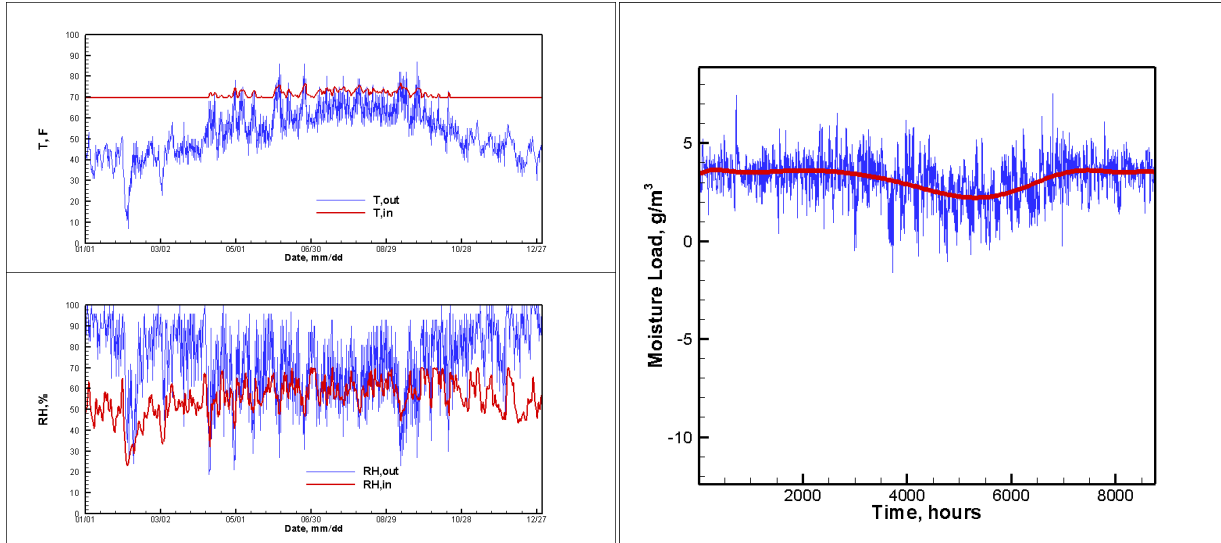 100
90
80
70
60
50
40
30
20
10
0
T, F
T,out
T,in
01/01 03/02 05/01 06/30 08/29 10/28 12/27
Date, mm/dd
100
90
80
70
60
50
40
30
20
10
0
RH,%
RH,out
RH,in
01/01 03/02 05/01 06/30 08/29 10/28 12/27
Date, mm/dd
5
0
-5
-10
Moisture Load, g/m³
2000 4000 6000 8000
Time, hours